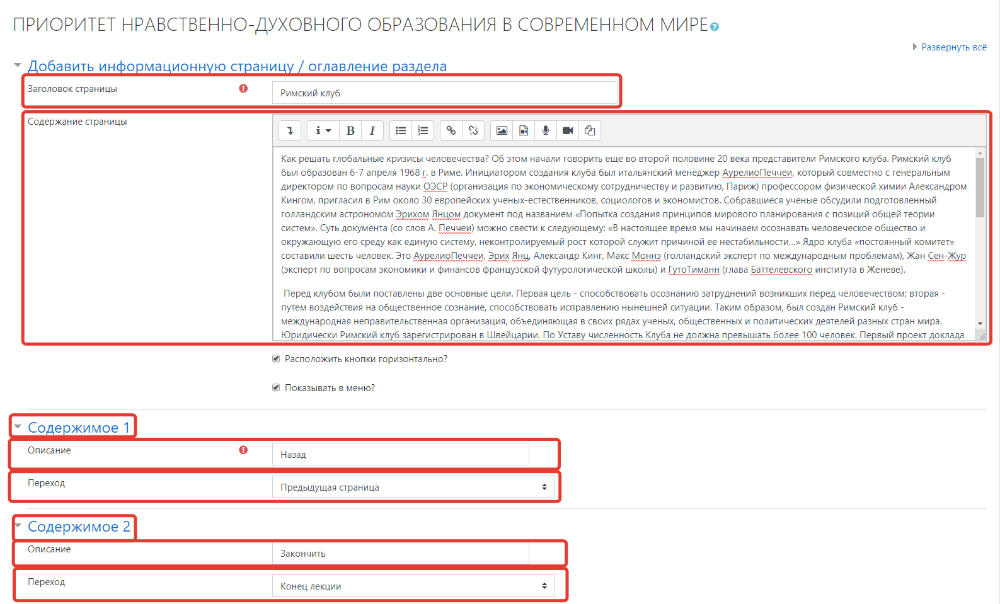 ПРИОРИТЕТ НРАВСТВЕННО-ДУХОВНОГО ОБРАЗОВАНИЯ В СОВРЕМЕННОМ МИРЕ
Развернуть всё
Добавить информационную страницу / оглавление раздела
Заголовок страницы
Римский клуб
Содержание страницы
Как решать глобальные кризисы человечества? Об этом начали говорить еще во второй половине 20 века представители Римского клуба. Римский клуб
был образован 6-7 апреля 1968 г. в Риме. Инициатором создания клуба был итальянский менеджер АурелиоПеччеи, который совместно с генеральным
директором по вопросам науки ОЭСР (организация по экономическому сотрудничеству и развитию, Париж) профессором физической химии Александром
Кингом, пригласил в Рим около 30 европейских ученых-естественников, социологов и экономистов. Собравшиеся ученые обсудили подготовленный
голландским астрономом Эрихом Янцом документ под названием «Попытка создания принципов мирового планирования с позиций общей теории
систем». Суть документа (со слов А. Печчеи) можно свести к следующему: «В настоящее время мы начинаем осознавать человеческое общество и
окружающую его среду как единую систему, неконтролируемый рост которой служит причиной ее нестабильности...» Ядро клуба «постоянный комитет»
составили шесть человек. Это АурелиоПеччеи, Эрих Янц, Александр Кинг, Макс Моннэ (голландский эксперт по международным проблемам), Жан Сен-Жур
(эксперт по вопросам экономики и финансов французской футурологической школы) и ГутоТиманн (глава Баттелевского института в Женеве).
Перед клубом были поставлены две основные цели. Первая цель - способствовать осознанию затруднений возникших перед человечеством; вторая -
путем воздействия на общественное сознание, способствовать исправлению нынешней ситуации. Таким образом, был создан Римский клуб -
международная неправительственная организация, объединяющая в своих рядах ученых, общественных и политических деятелей разных стран мира.
Юридически Римский клуб зарегистрирован в Швейцарии. По Уставу численность Клуба не должна превышать более 100 человек. Первый проект доклада
Расположить кнопки горизонтально?
Показывать в меню?
Содержимое 1
Описание
Назад
Переход
Предыдущая страница
Содержимое 2
Описание
Закончить
Переход
Конец лекции